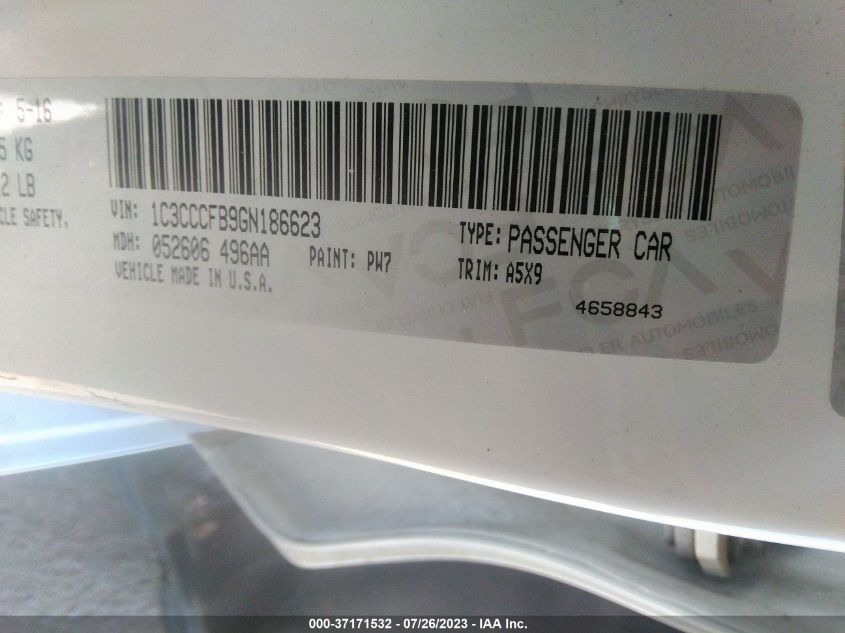 : 5-16
5 KG
2 LB
CLE SAFETY,
VIN: 1C3CCCFB9GN186623
MDH: 052606 496AA
PAINT: PW7
VEHICLE MADE IN U.S.A.
TYPE: PASSENGER CAR
TRIM: A5X9
4658843
000-37171532 - 07/26/2023 - IAA Inc.